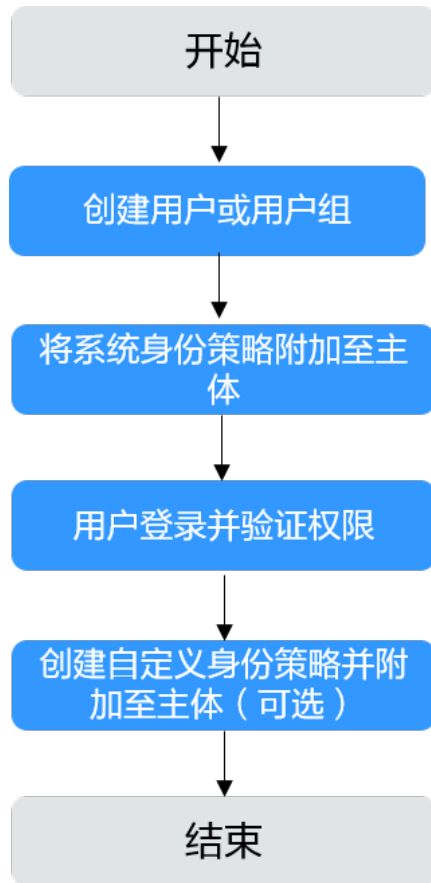 开始
创建用户或用户组
将系统身份策略附加至主
体
用户登录并验证权限
创建自定义身份策略并附
加至主体（可选）
结束